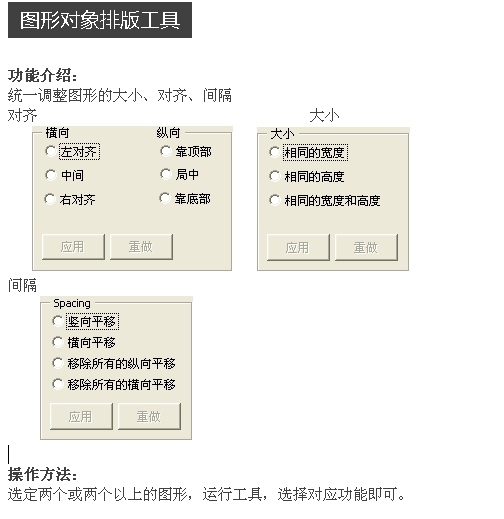 图形对象排版工具
功能介绍：
统一调整图形的大小、对齐、间隔
对齐 大小
横向 纵向 大小
左对齐 靠顶部 相同的宽度
中间 局中 相同的高度
右对齐 靠底部 相同的宽度和高度
应用 重做 应用 重做
间隔
Spacing
竖向平移
横向平移
移除所有的纵向平移
移除所有的横向平移
应用 重做
操作方法：
选定两个或两个以上的图形，运行工具，选择对应功能即可。